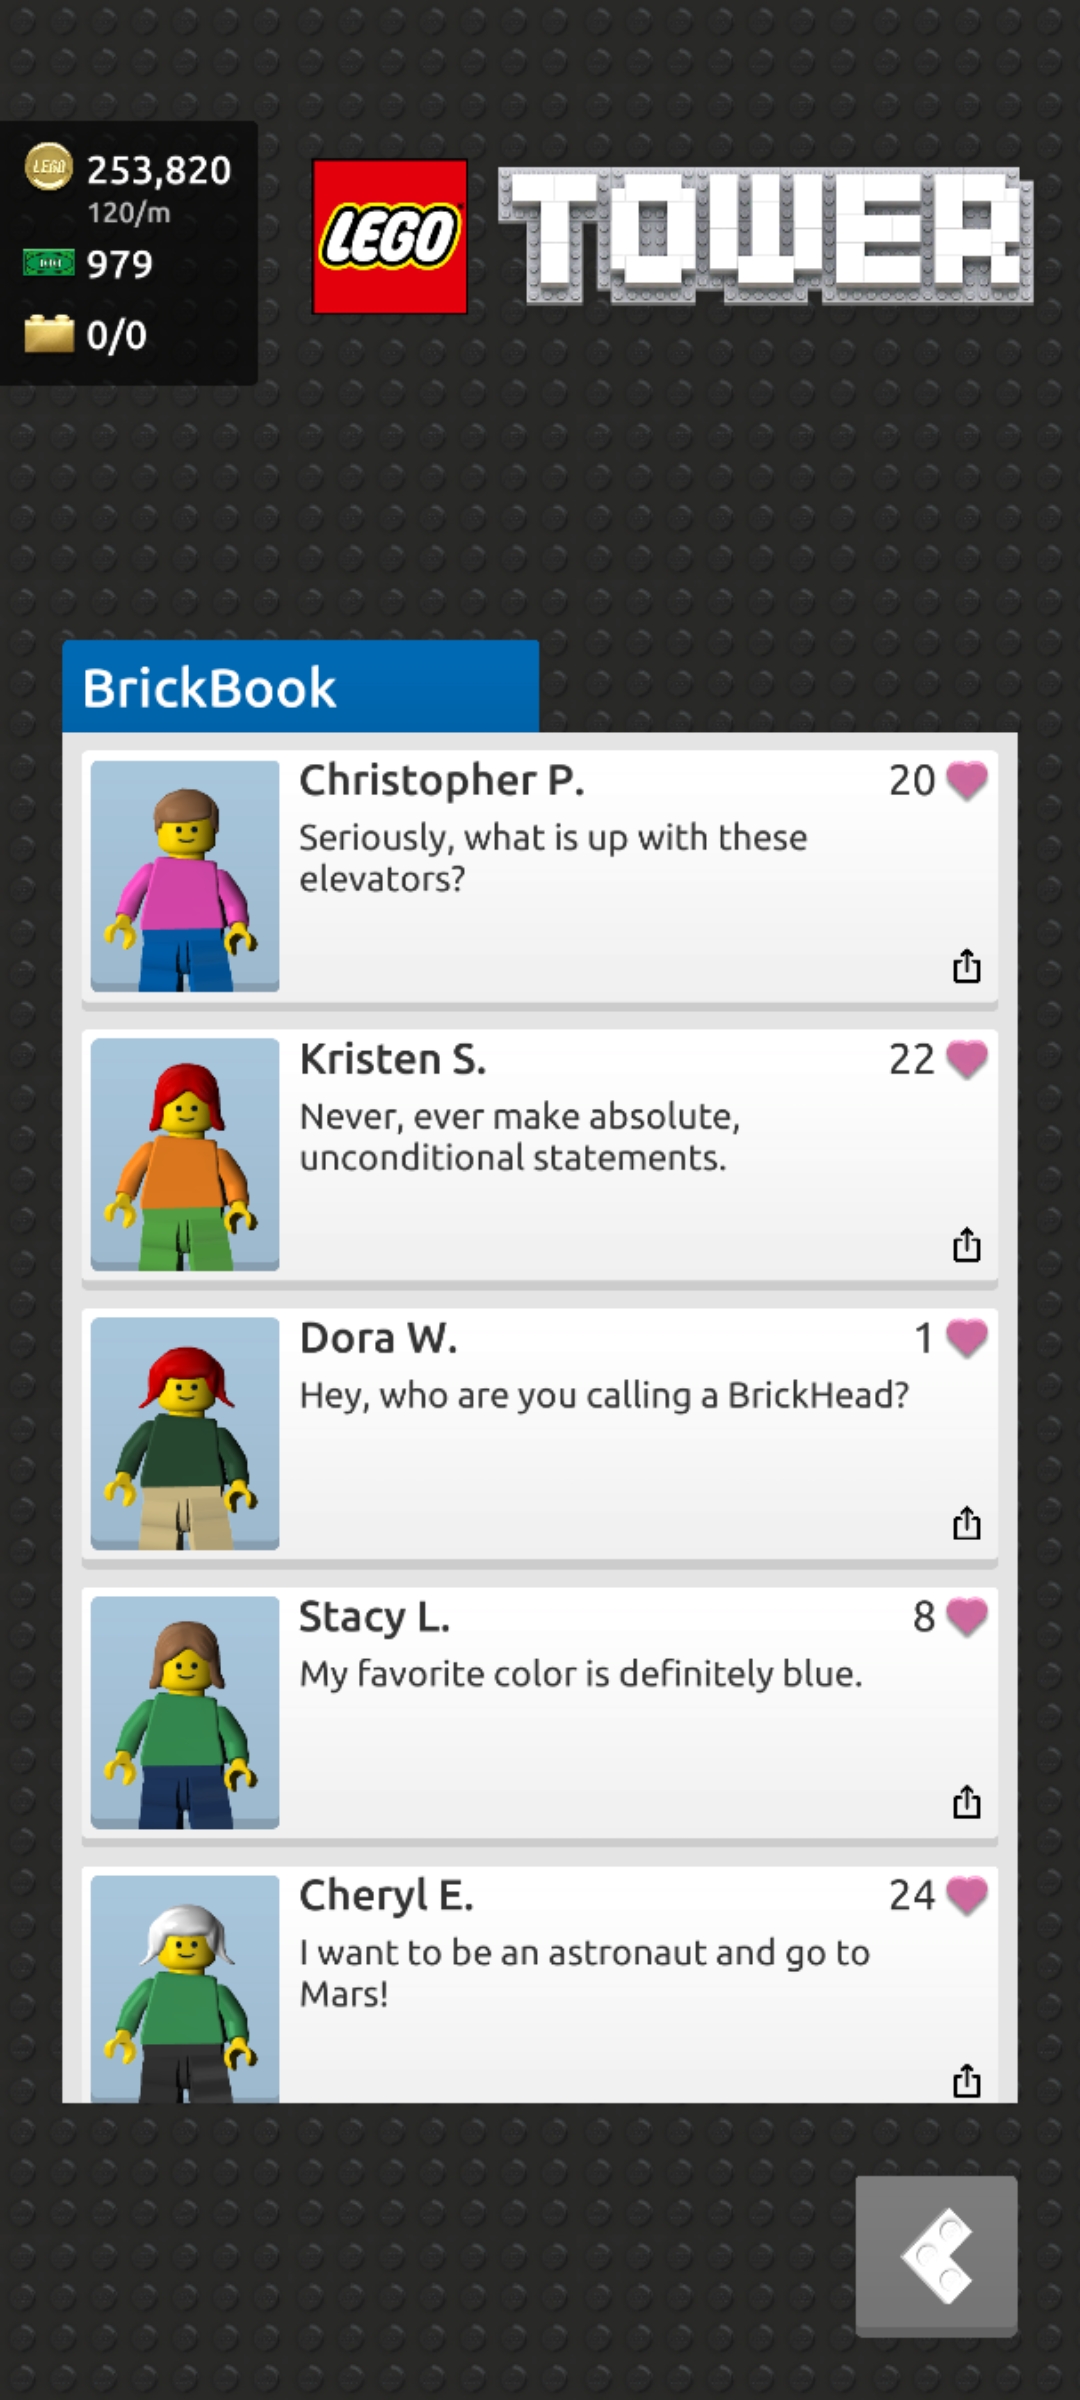 LEGO
253,820
120/m
979
0/0
LEGO
TOWER
BrickBook
Christopher P.
20
Seriously, what is up with these
elevators?
Kristen S.
22
Never, ever make absolute,
unconditional statements.
Dora W.
1
Hey, who are you calling a BrickHead?
Stacy L.
8
My favorite color is definitely blue.
Cheryl E.
24
I want to be an astronaut and go to
Mars!